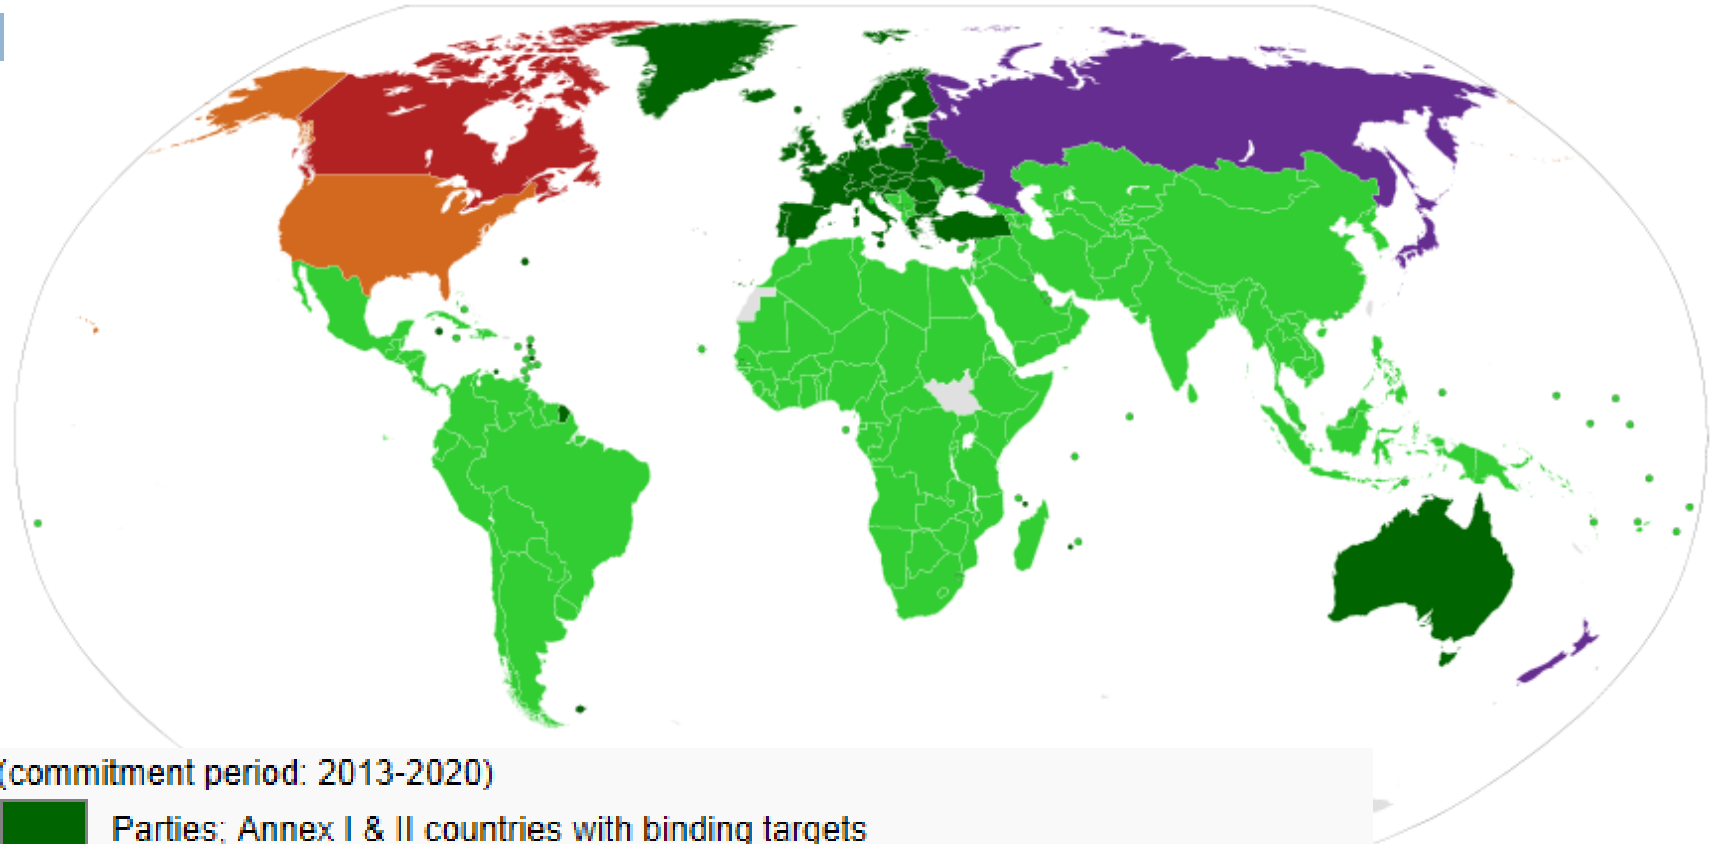 (commitment period: 2013-2020)
Parties; Annex I & II countries with binding targets